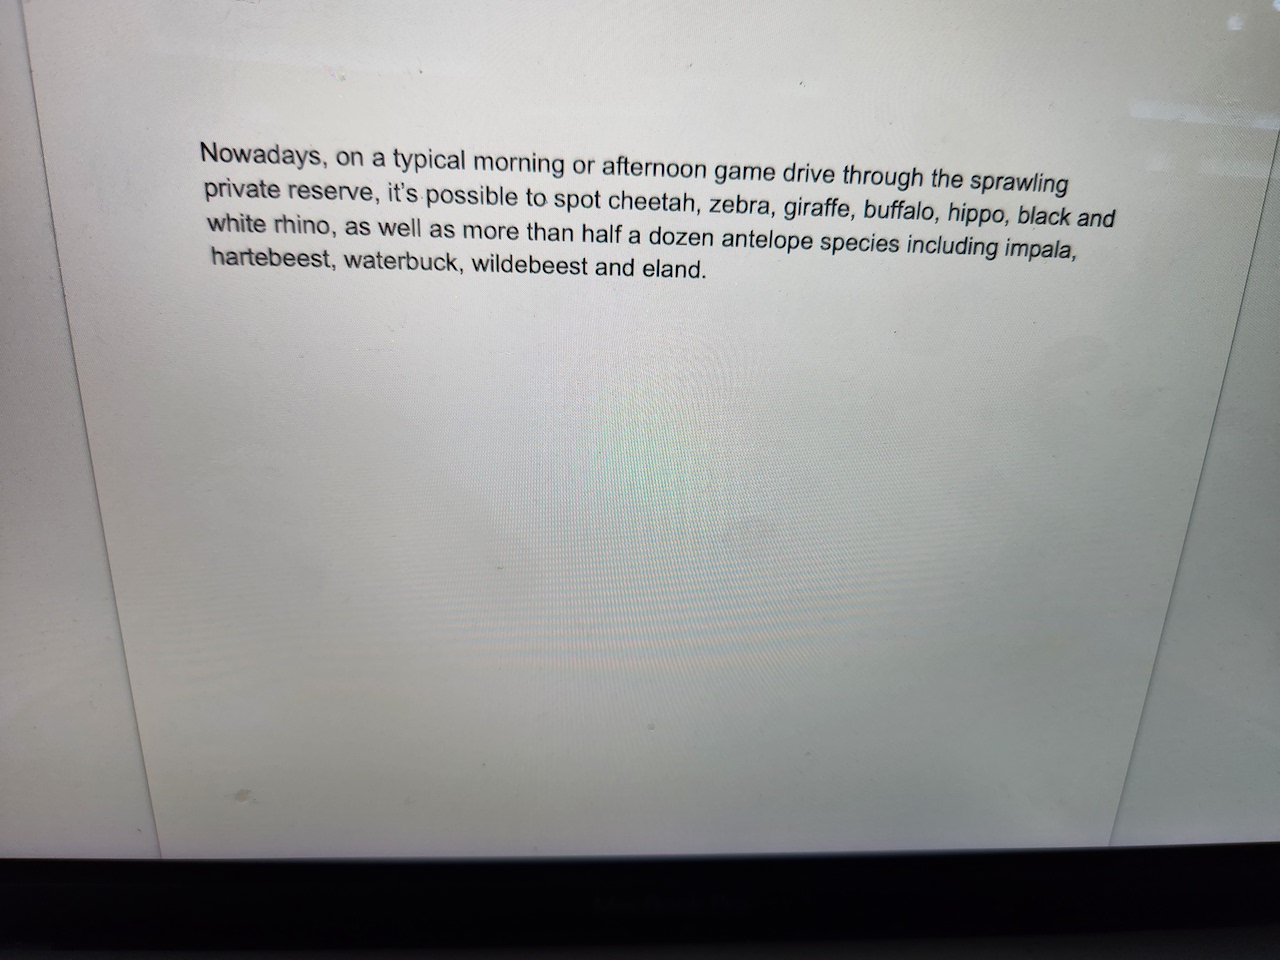 Nowadays, on a typical morning or afternoon game drive through the sprawling
private reserve, it's possible to spot cheetah, zebra, giraffe, buffalo, hippo, black and
white rhino, as well as more than half a dozen antelope species including impala,
hartebeest, waterbuck, wildebeest and eland.